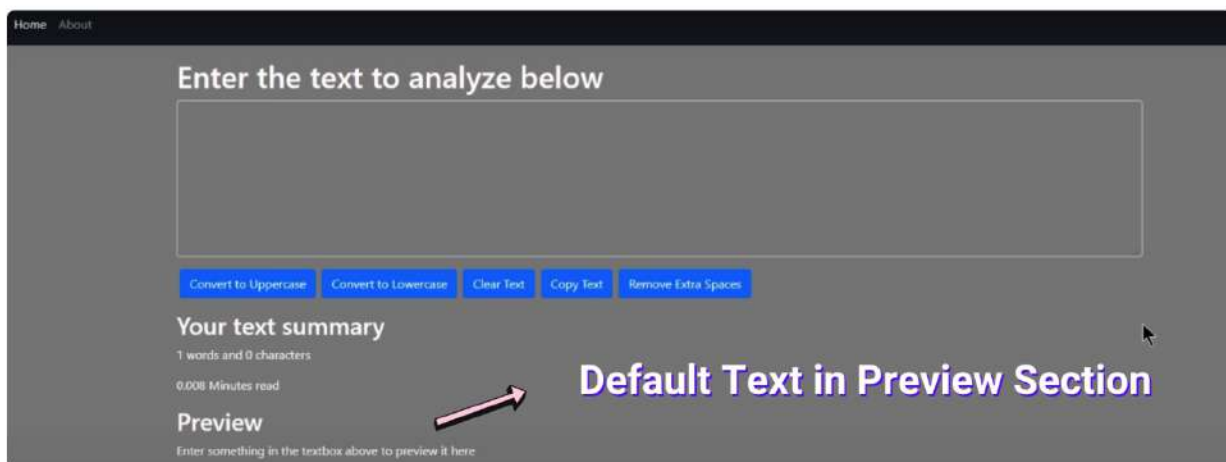 Home About
Enter the text to analyze below
Convert to Uppercase Convert to Lowercase Clear Text Copy Text Remove Extra Spaces
Your text summary
1 words and 0 characters
0.008 Minutes read
Default Text in Preview Section
Preview
Enter something in the textbox above to preview it here